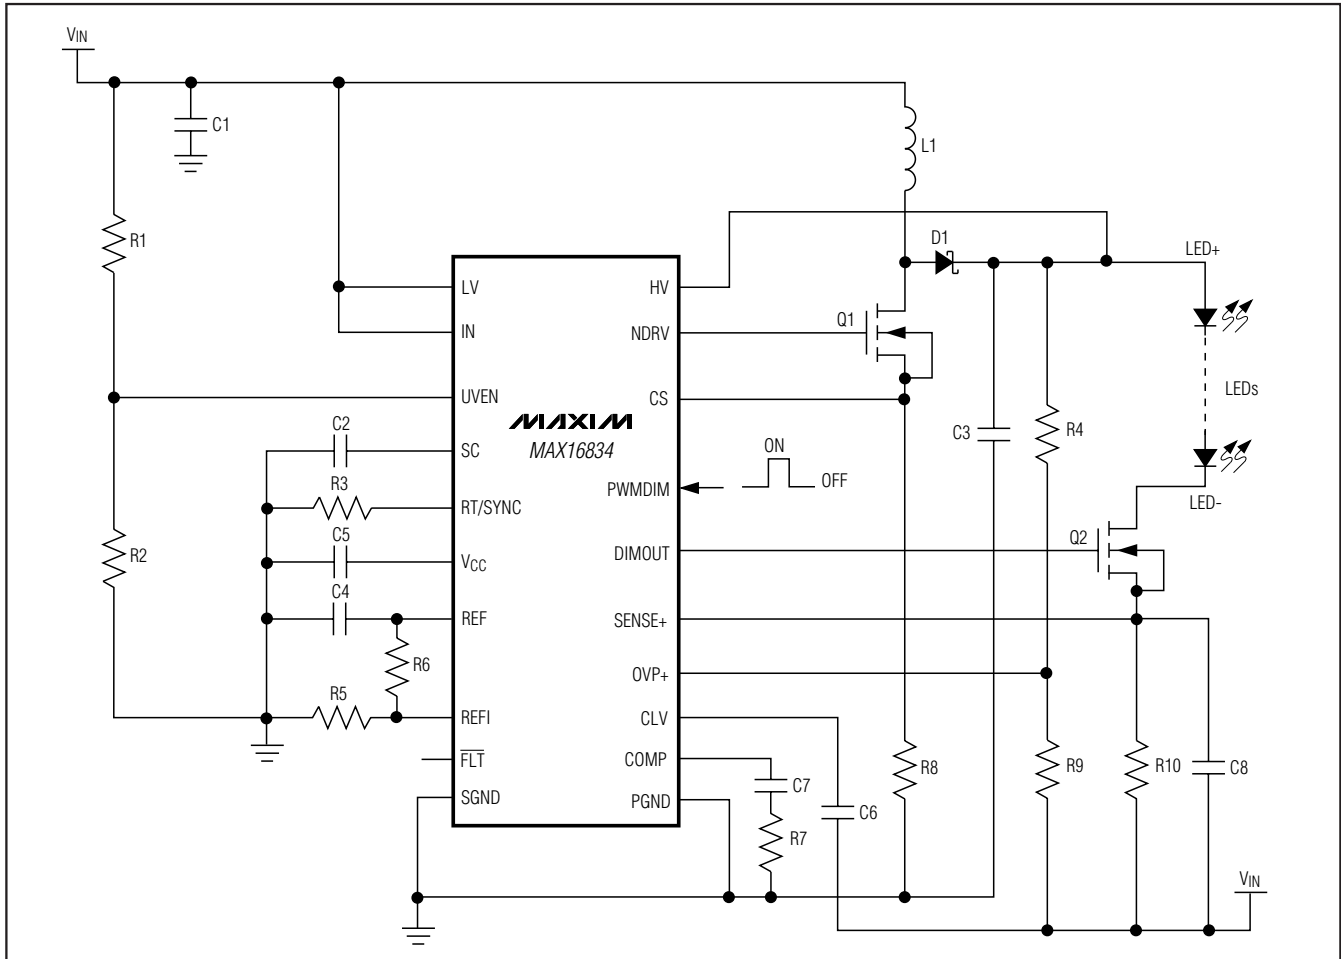 VIN
C1
L1
R1
D1
LED+
LV
HV
Q1
IN
NDRV
LEDs
UVEN
CS
MAXIM
MAX16834
C2
SC
C3
R4
ON
OFF
R3
PWMDIM
LED-
RT/SYNC
C5
Q2
R2
VCC
DIMOUT
C4
REF
SENSE+
R6
OVP+
R5
REFI
CLV
FLT
COMP
R8
R9
R10
C8
C7
SGND
PGND
C6
R7
VIN